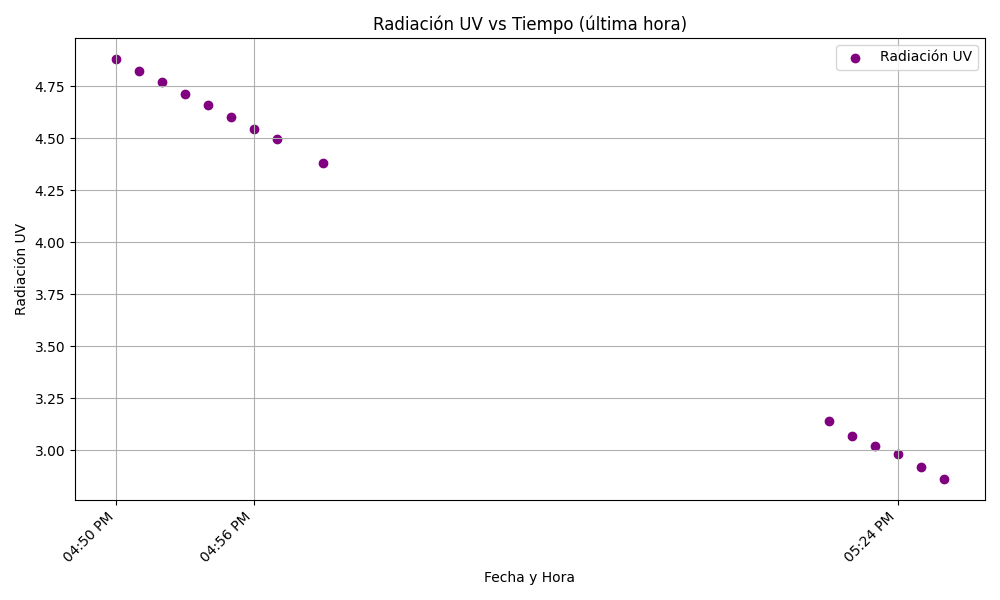 Radiación UV vs Tiempo (última hora)
Radiación UV
Radiación UV
4.75
4.50
4.25
4.00
3.75
3.50
3.25
3.00
04:50 PM
04:56 PM
05:24 PM
Fecha y Hora